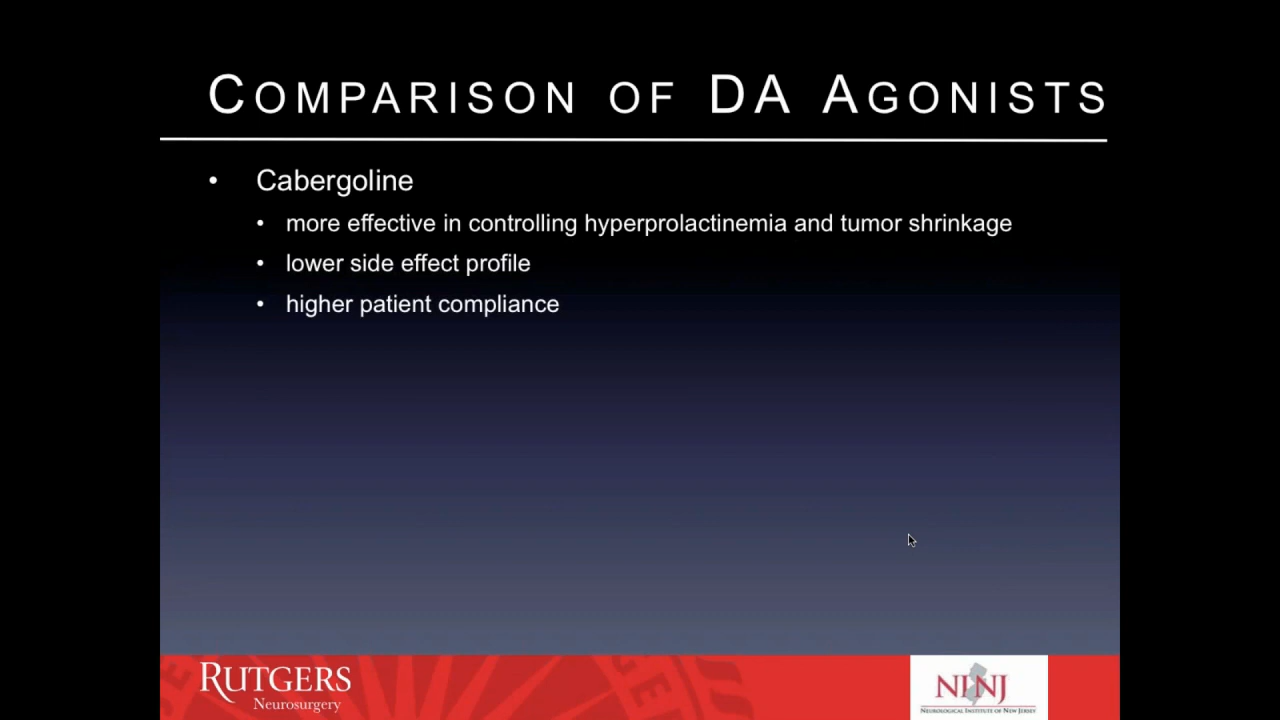 COMPARISON OF DA AGONISTS
• Cabergoline
• more effective in controlling hyperprolactinemia and tumor shrinkage
• lower side effect profile
• higher patient compliance
RUTGERS
Neurosurgery
NINJ
NEUROLOGICAL INSTITUTE OF NEW JERSEY